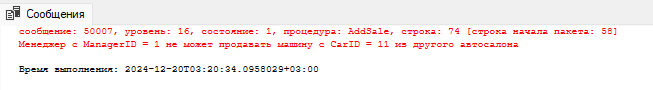 Сообщения
сообщение: 50007, уровень: 16, состояние: 1, процедура: AddSale, строка: 74 [строка начала пакета: 58]
Менеджер с ManagerID = 1 не может продавать машину с CarID = 11 из другого автосалона
Время выполнения: 2024-12-20T03:20:34.0958029+03:00